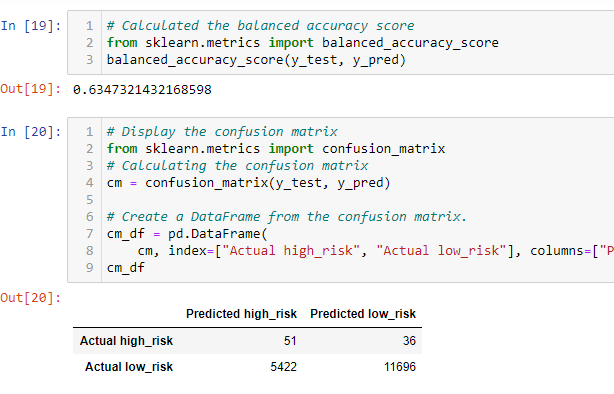 In [19]:
1 # Calculated the balanced accuracy score
2 from sklearn.metrics import balanced_accuracy_score
3 balanced_accuracy_score(y_test, y_pred)
Out[19]: 0.6347321432168598
In [20]:
1 # Display the confusion matrix
2 from sklearn.metrics import confusion_matrix
3 # Calculating the confusion matrix
4 cm = confusion_matrix(y_test, y_pred)
5
6 # Create a DataFrame from the confusion matrix.
7 cm_df = pd.DataFrame(
8     cm, index=["Actual high_risk", "Actual low_risk"], columns=["P
9 cm_df
Out[20]:
Predicted high_risk Predicted low_risk
Actual high_risk 51 36
Actual low_risk 5422 11696